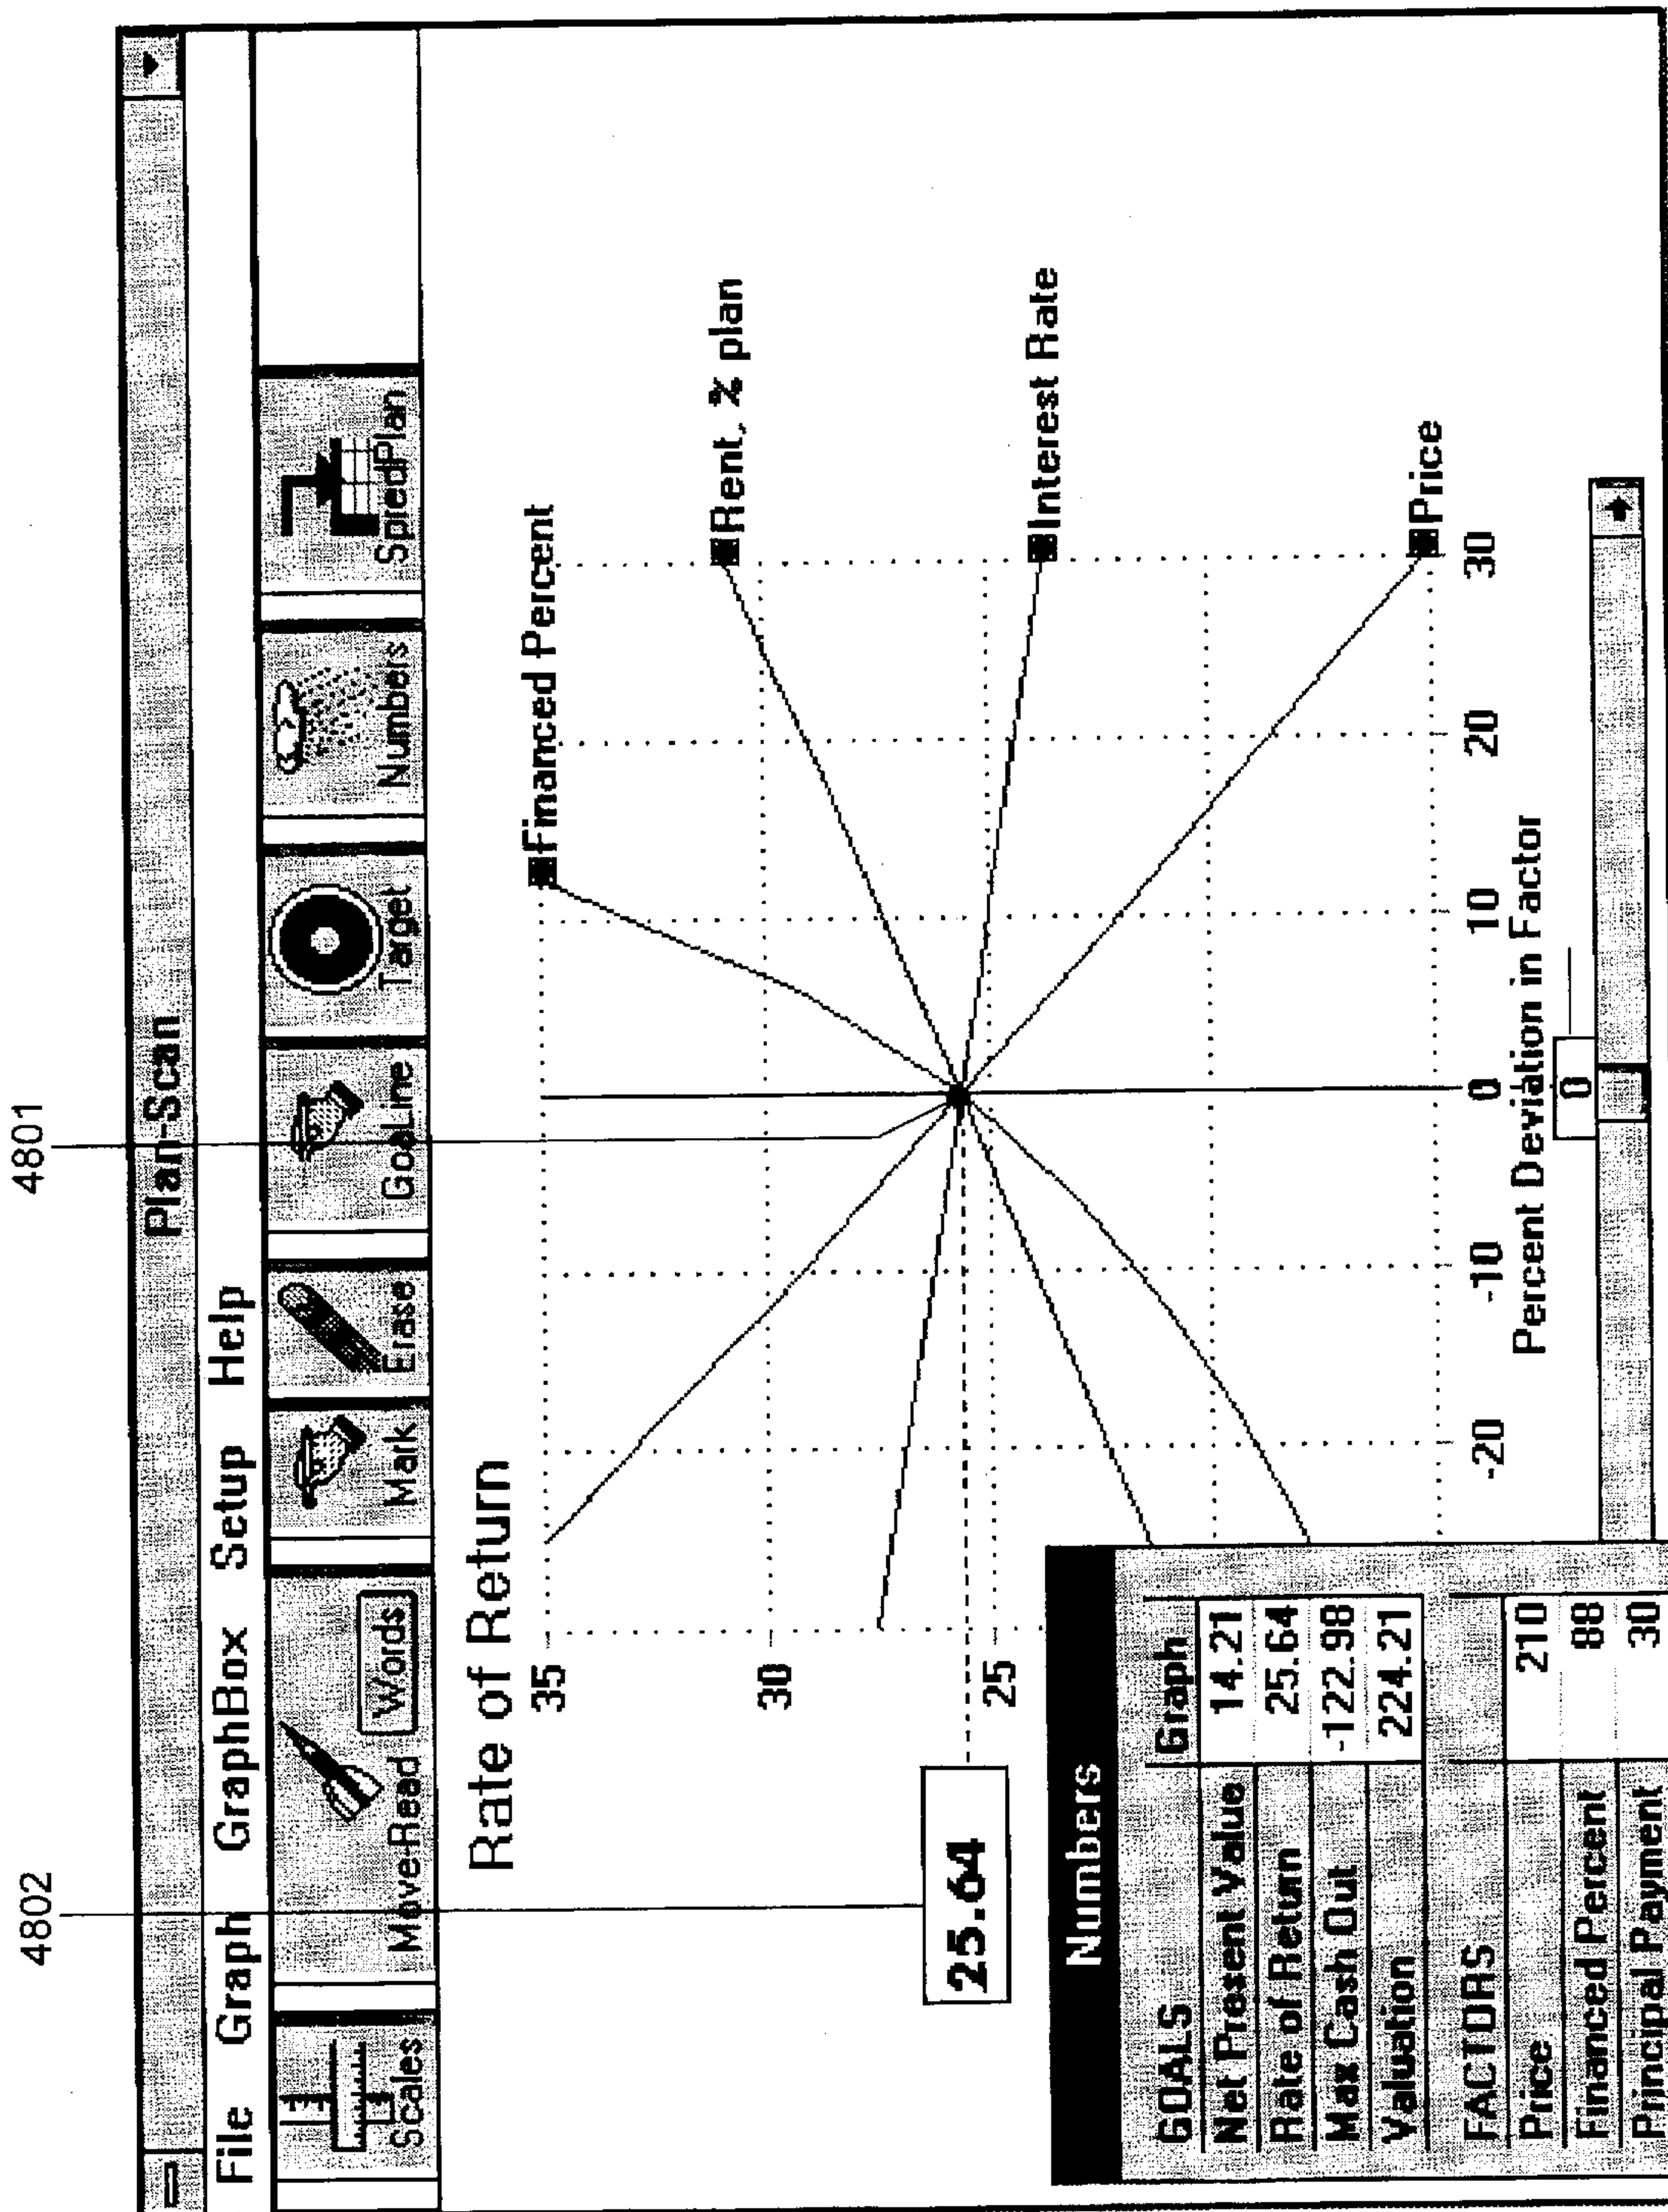 4802
4801
Plan-Scan
File Graph GraphBox Setup Help
Scales
Move-Read
Words
Mark
Erase
GoalLine
Target
Numbers
SpredPlan
Rate of Return
35
30
25
25.64
Financed Percent
Rent, % plan
Interest Rate
Price
-20 -10 0 10 20 30
Percent Deviation in Factor
0
Numbers
GOALS Graph
Net Present Value 14.21
Rate of Return 25.64
Max Cash Out -122.98
Valuation 224.21
FACTORS
Price 210
Financed Percent 88
Principal Payment 30